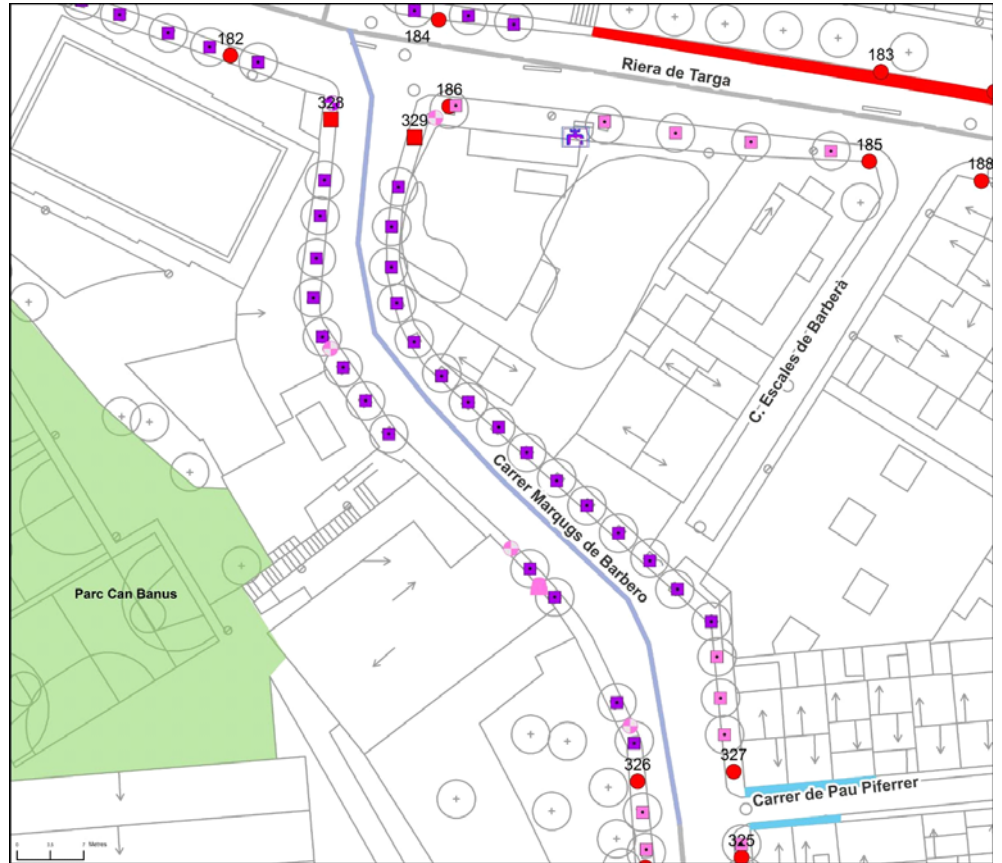 182
184
183
Riera de Targa
328
186
329
185
188
C. Escales de Barberà
Carrer Marqugs de Barbero
Parc Can Banus
326
327
Carrer de Pau Piferrer
325
Metres